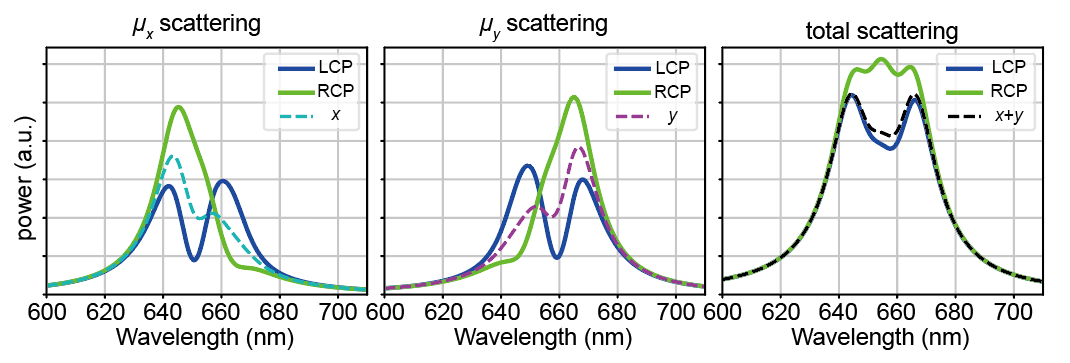 μx scattering
LCP
RCP
x
power (a.u.)
600 620 640 660 680 700
Wavelength (nm)
μy scattering
LCP
RCP
y
600 620 640 660 680 700
Wavelength (nm)
total scattering
LCP
RCP
x+y
600 620 640 660 680 700
Wavelength (nm)